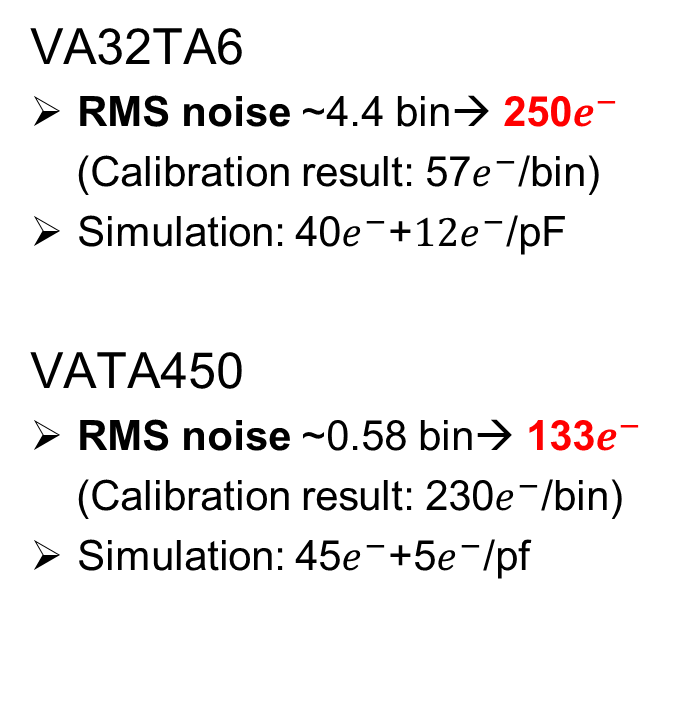 VA32TA6
➢ RMS noise ~4.4 bin→ 250e⁻
(Calibration result: 57e⁻/bin)
➢ Simulation: 40e⁻+12e⁻/pF
VATA450
➢ RMS noise ~0.58 bin→ 133e⁻
(Calibration result: 230e⁻/bin)
➢ Simulation: 45e⁻+5e⁻/pf